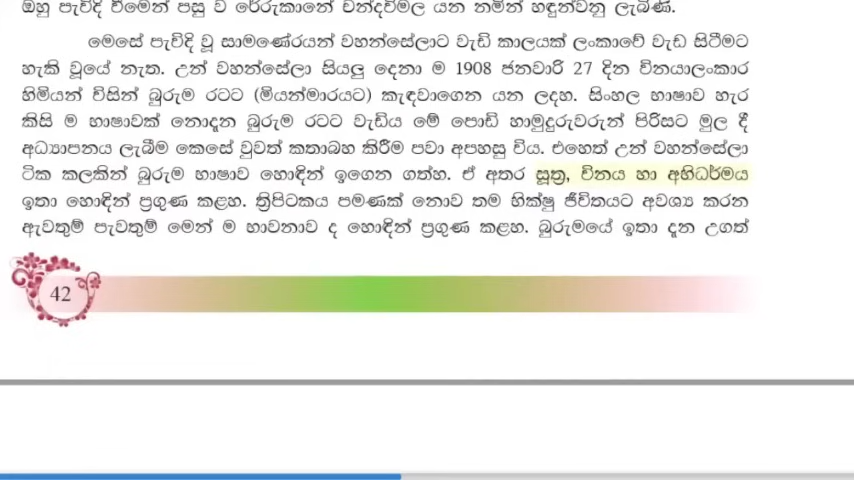 ඔහු පැවිදි වීමෙන් පසු ව රේරුකානේ චන්දවිමල යන නමින් හඳුන්වනු ලැබිණි.
මෙසේ පැවිදි වූ සාමණේරයන් වහන්සේලාට වැඩි කාලයක් ලංකාවේ වැඩ සිටීමට
හැකි වූයේ නැත. උන් වහන්සේලා සියලු දෙනා ම 1908 ජනවාරි 27 දින විනයාලංකාර
හිමියන් විසින් බුරුම රටට (මියන්මාරයට) කැඳවාගෙන යන ලදහ. සිංහල භාෂාව හැර
කිසි ම භාෂාවක් නොදන්න බුරුම රටට වැඩිය මේ පොඩි හාමුදුරුවරුන් පිරිසට මුල දී
අධ්‍යාපනය ලැබීම කෙසේ වුවත් කතාබහ කිරීම පවා අපහසු විය. එහෙත් උන් වහන්සේලා
ටික කලකින් බුරුම භාෂාව හොඳින් ඉගෙන ගත්හ. ඒ අතර සූත්‍ර, විනය හා අභිධර්මය
ඉතා හොඳින් ප්‍රගුණ කළහ. ත්‍රිපිටකය පමණක් නොව තම භික්ෂු ජීවිතයට අවශ්‍ය කරන
ඇවතුම් පැවතුම් මෙන් ම භාවනාව ද හොඳින් ප්‍රගුණ කළහ. බුරුමයේ ඉතා දැන උගත්
42